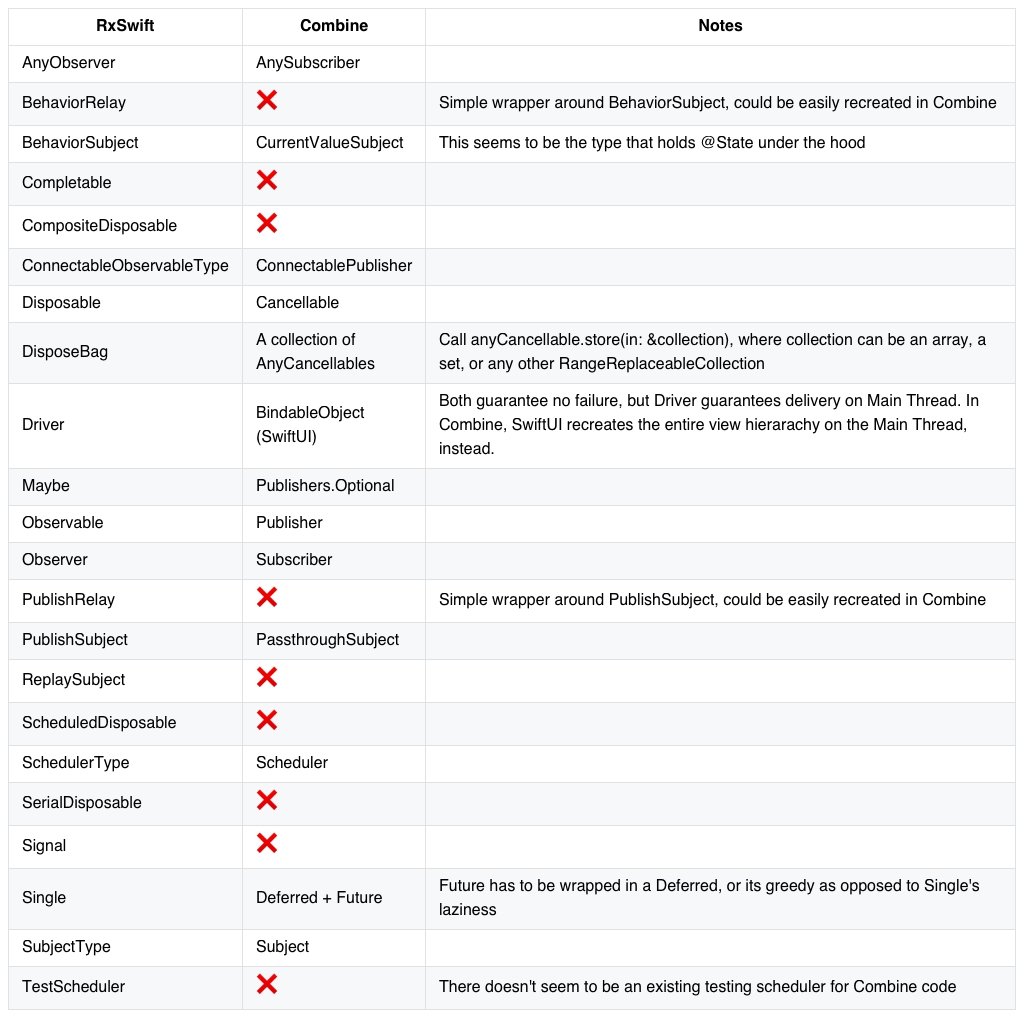 RxSwift Combine Notes
AnyObserver AnySubscriber
BehaviorRelay ❌ Simple wrapper around BehaviorSubject, could be easily recreated in Combine
BehaviorSubject CurrentValueSubject This seems to be the type that holds @State under the hood
Completable ❌
CompositeDisposable ❌
ConnectableObservableType ConnectablePublisher
Disposable Cancellable
DisposeBag
A collection of
AnyCancellables
Call anyCancellable.store(in: &collection), where collection can be an array, a
set, or any other RangeReplaceableCollection
Driver
BindableObject
(SwiftUI)
Both guarantee no failure, but Driver guarantees delivery on Main Thread. In
Combine, SwiftUI recreates the entire view hierarachy on the Main Thread,
instead.
Maybe Publishers.Optional
Observable Publisher
Observer Subscriber
PublishRelay ❌ Simple wrapper around PublishSubject, could be easily recreated in Combine
PublishSubject PassthroughSubject
ReplaySubject ❌
ScheduledDisposable ❌
SchedulerType Scheduler
SerialDisposable ❌
Signal ❌
Single Deferred + Future
Future has to be wrapped in a Deferred, or its greedy as opposed to Single's
laziness
SubjectType Subject
TestScheduler ❌ There doesn't seem to be an existing testing scheduler for Combine code